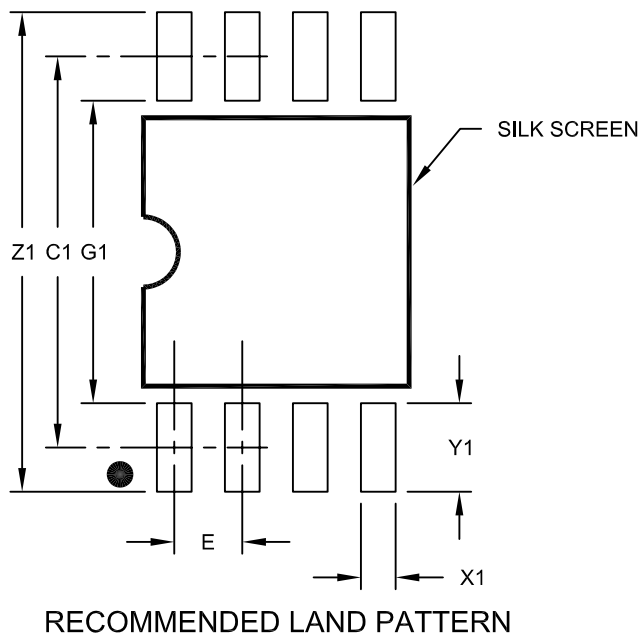 SILK SCREEN
Z1 C1 G1
Y1
E
X1
RECOMMENDED LAND PATTERN